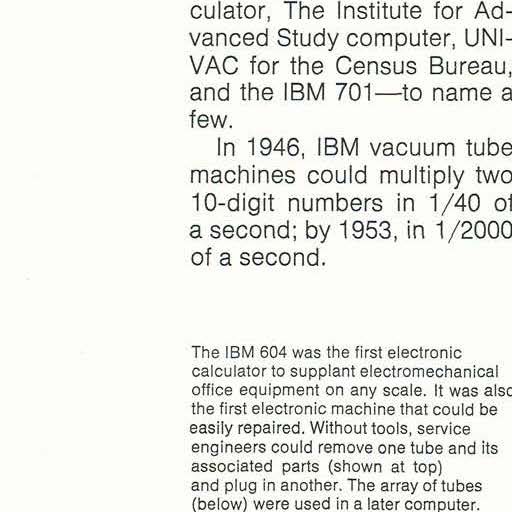 culator, The Institute for Ad-
vanced Study computer, UNI-
VAC for the Census Bureau,
and the IBM 701—to name a
few.
In 1946, IBM vacuum tube
machines could multiply two
10-digit numbers in 1/40 of
a second; by 1953, in 1/2000
of a second.
The IBM 604 was the first electronic
calculator to supplant electromechanical
office equipment on any scale. It was also
the first electronic machine that could be
easily repaired. Without tools, service
engineers could remove one tube and its
associated parts (shown at top)
and plug in another. The array of tubes
(below) were used in a later computer.